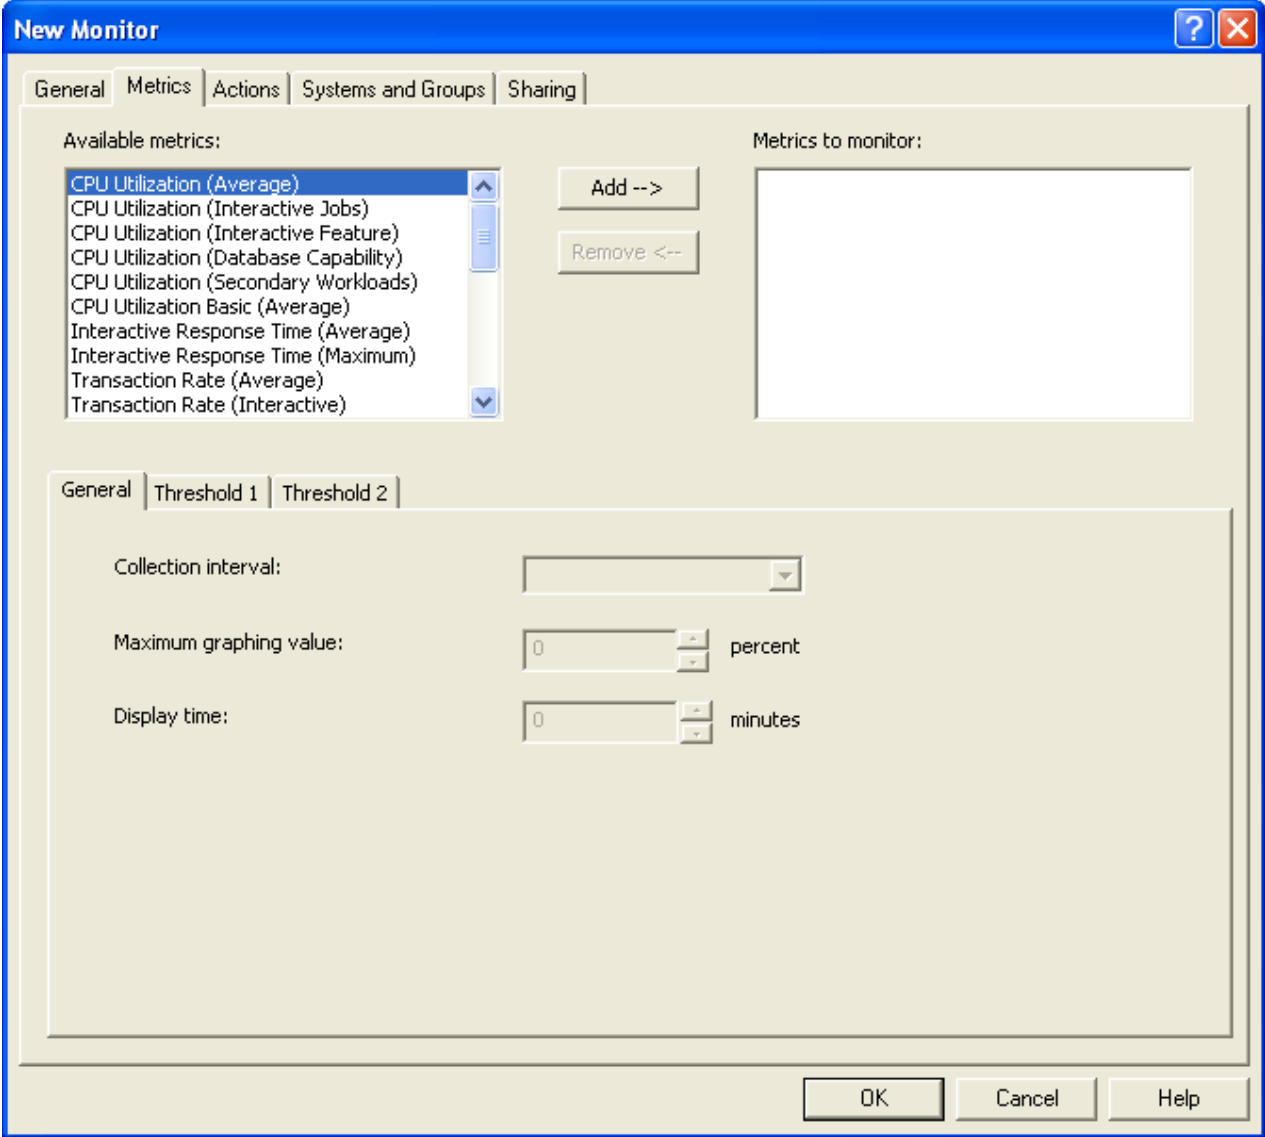 New Monitor
General Metrics Actions Systems and Groups Sharing
Available metrics: Metrics to monitor:
CPU Utilization (Average)
CPU Utilization (Interactive Jobs)
CPU Utilization (Interactive Feature)
CPU Utilization (Database Capability)
CPU Utilization (Secondary Workloads)
CPU Utilization Basic (Average)
Interactive Response Time (Average)
Interactive Response Time (Maximum)
Transaction Rate (Average)
Transaction Rate (Interactive)
Add -->
Remove <--
General Threshold 1 Threshold 2
Collection interval:
Maximum graphing value: 0 percent
Display time: 0 minutes
OK Cancel Help